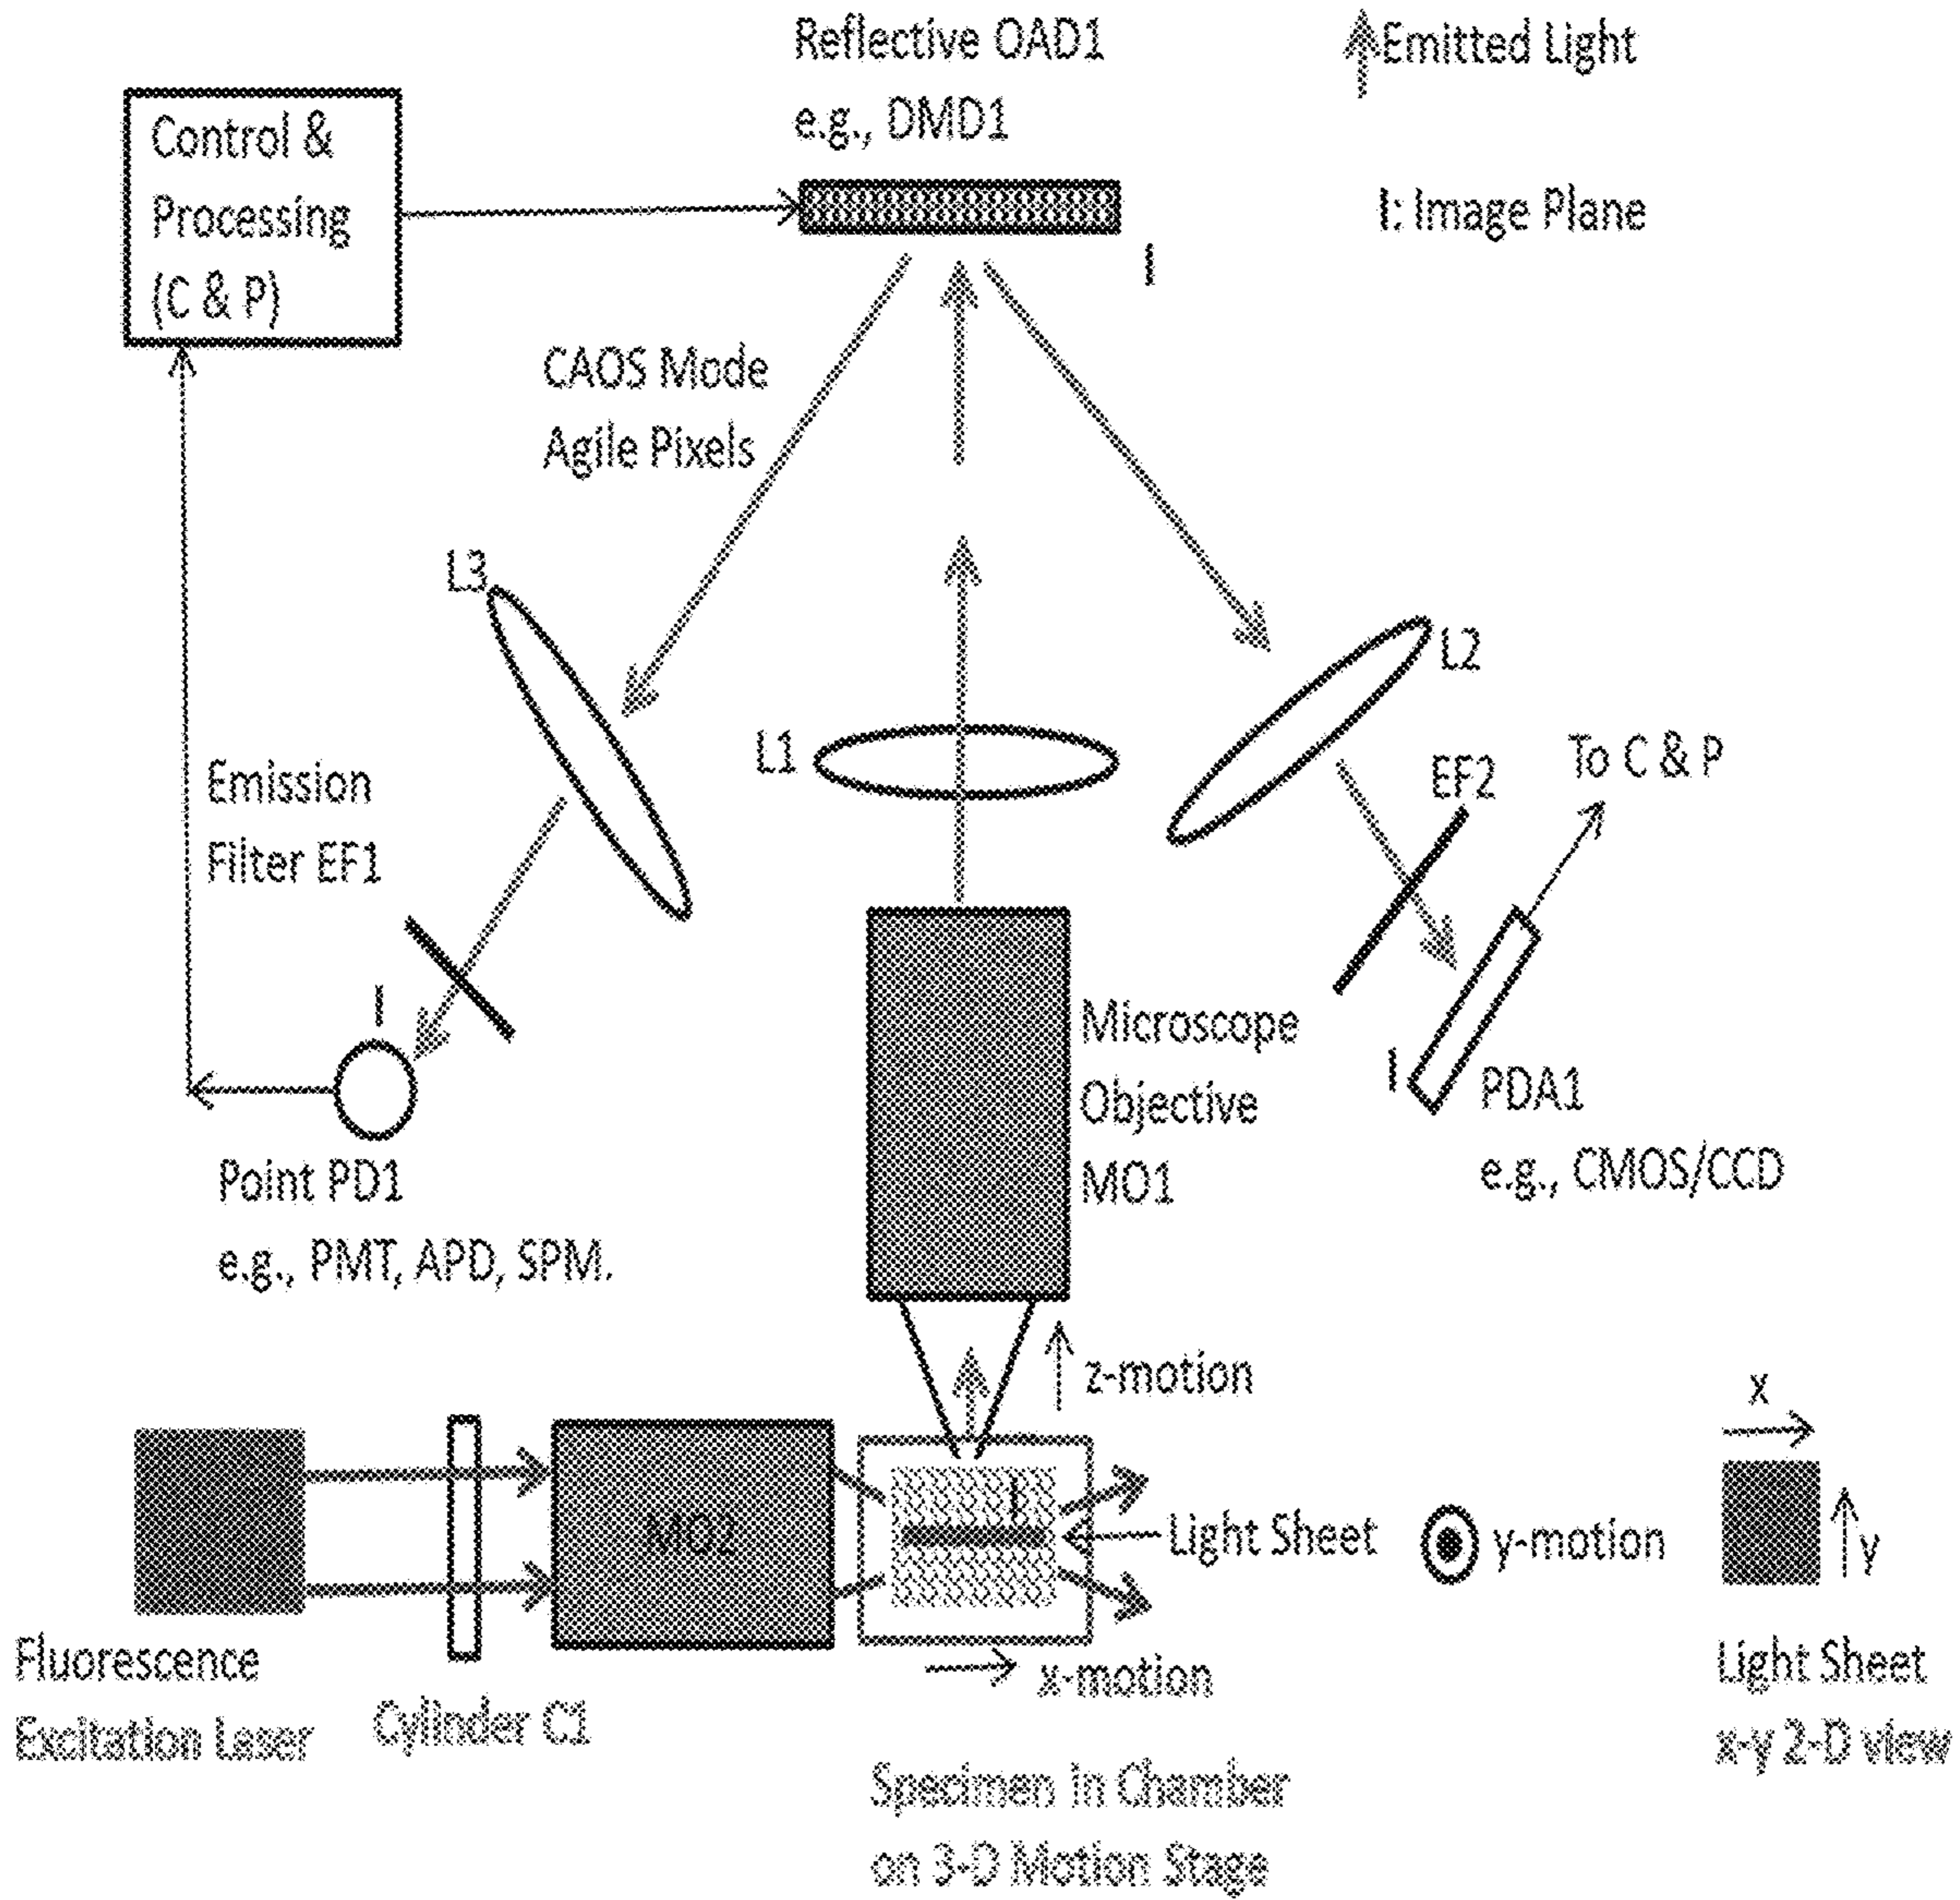 Reflective OAD1
e.g., DMD1
Emitted Light
I: Image Plane
Control &
Processing
(C & P)
I
CAOS Mode
Agile Pixels
L3
L2
L1
To C & P
EF2
Emission
Filter EF1
I
Microscope
Objective
MO1
I
PDA1
e.g., CMOS/CCD
Point PD1
e.g., PMT, APD, SPM.
z-motion
x
MO2
I
Light Sheet
y-motion
y
x-motion
Fluorescence
Excitation Laser
Cylinder C1
Light Sheet
x-y 2-D view
Specimen in Chamber
on 3-D Motion Stage